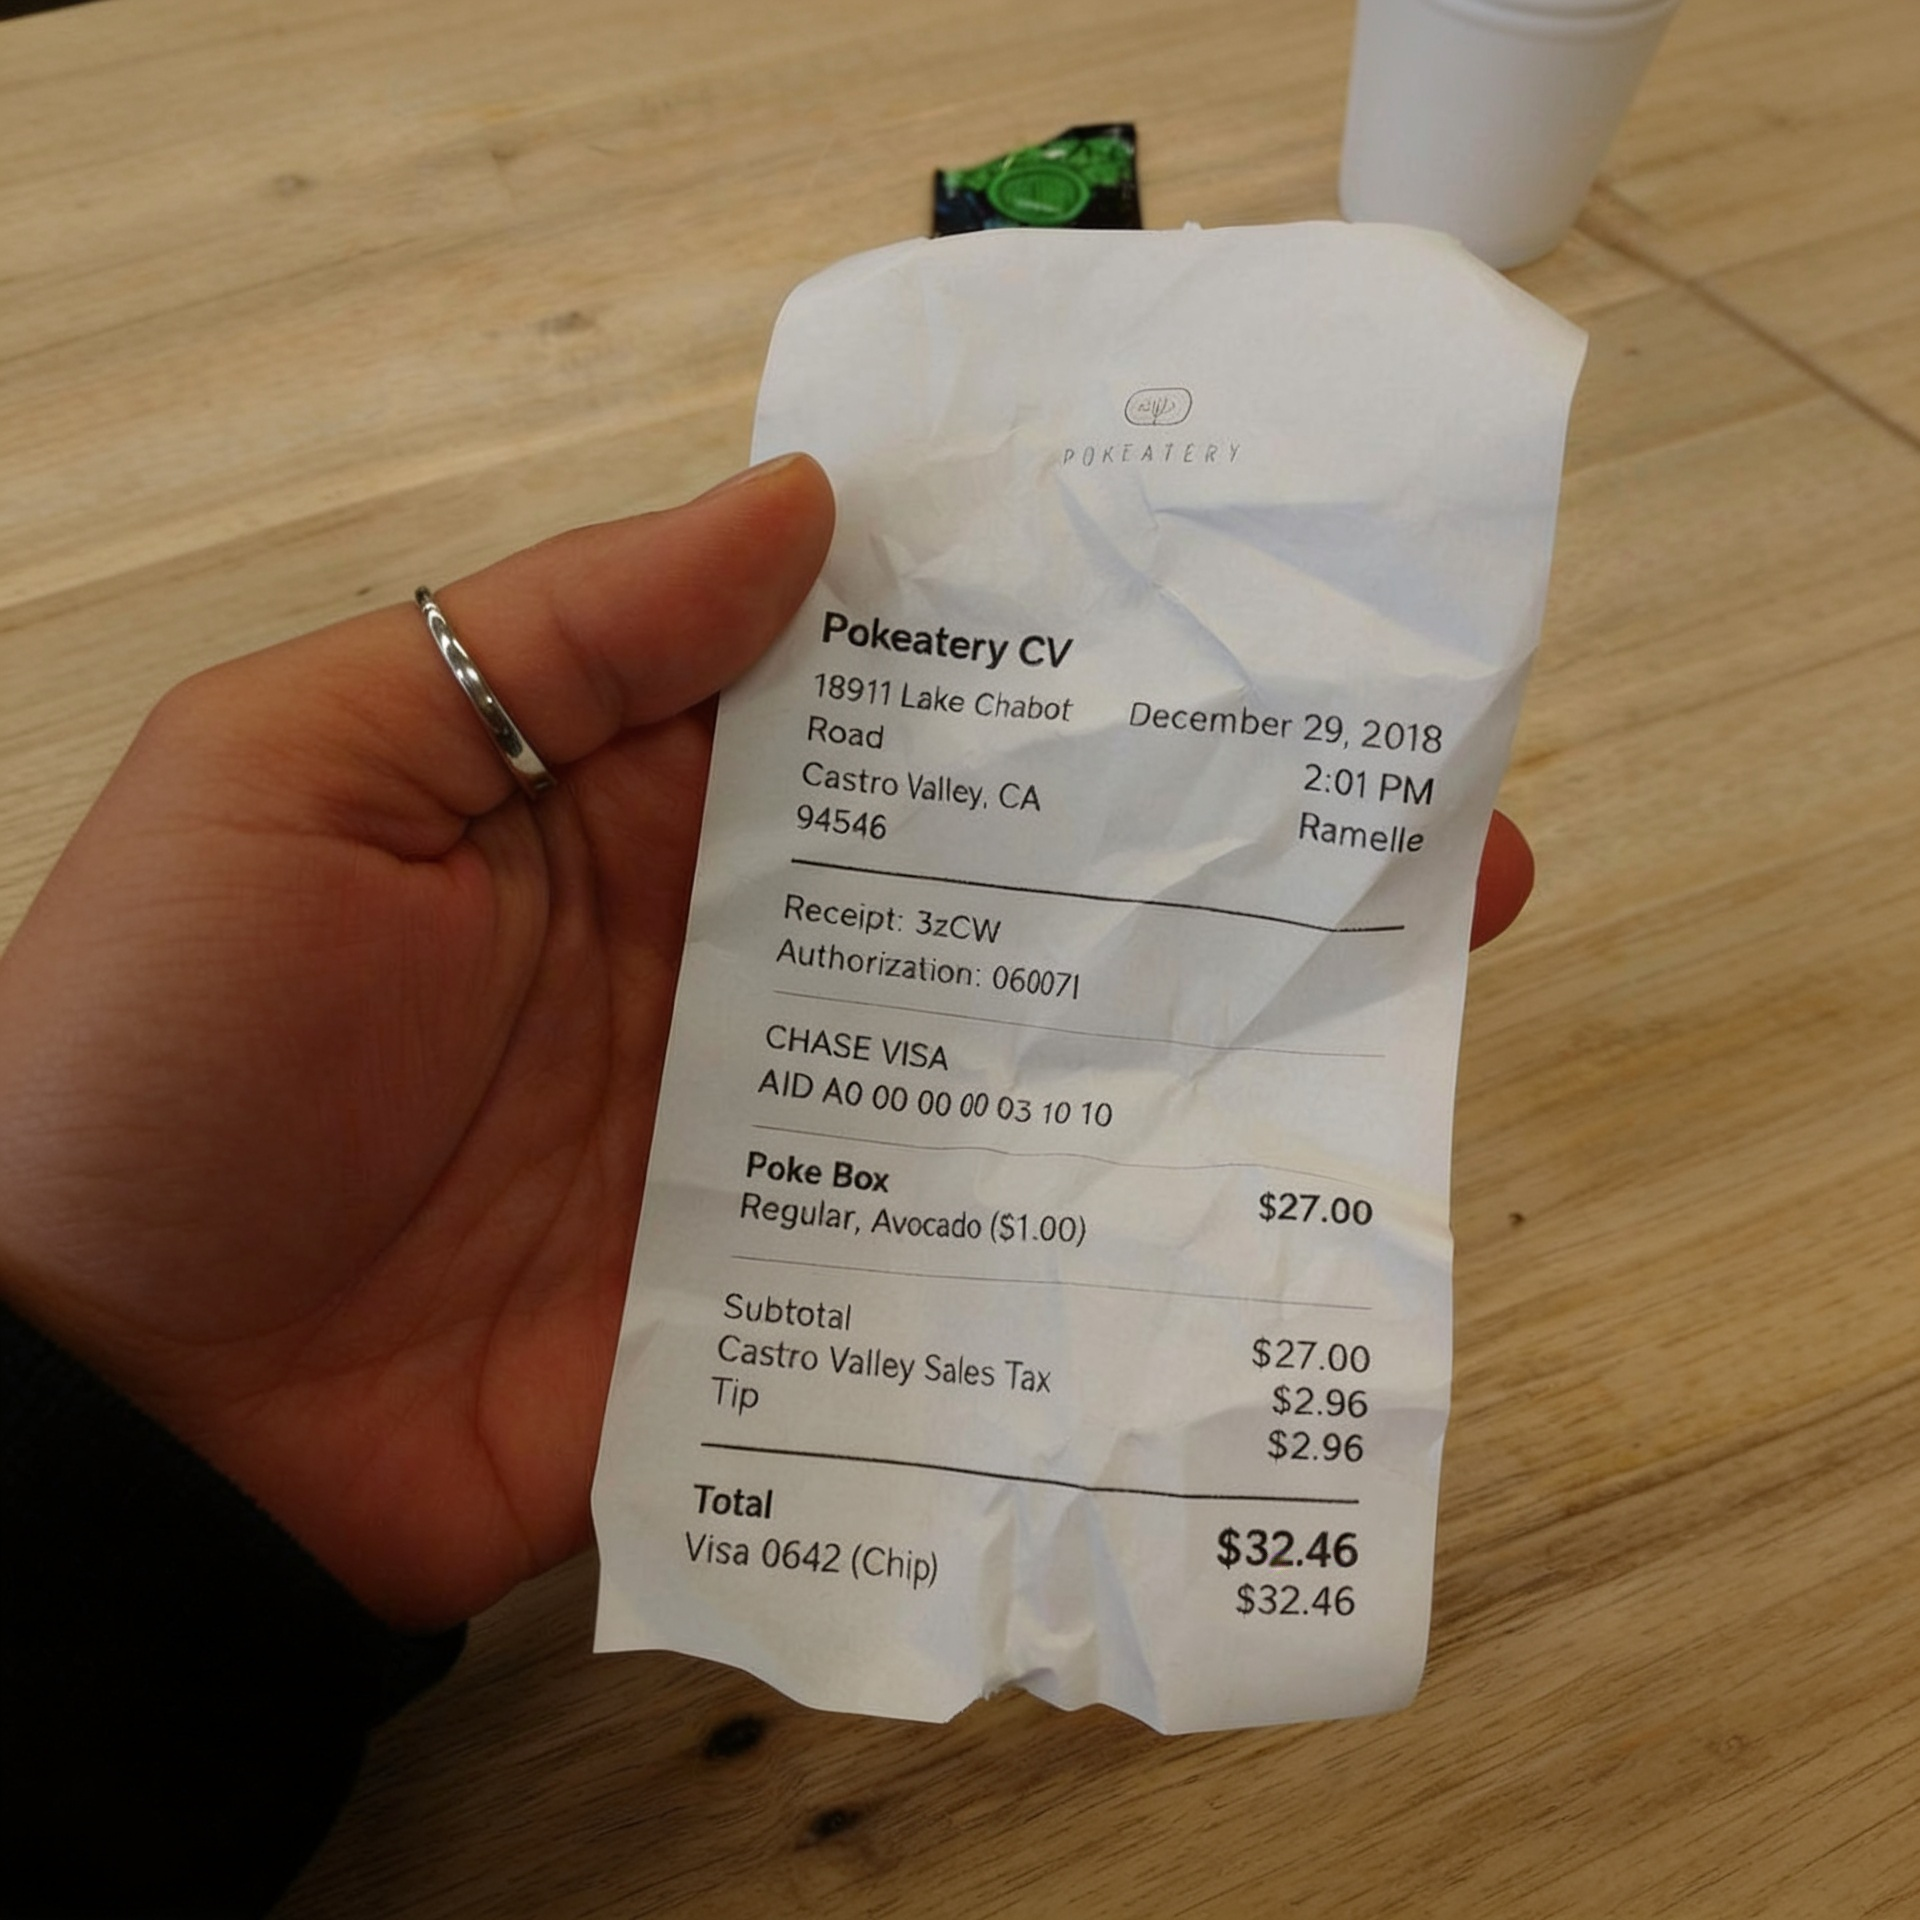 POKEATERY
Pokeatery CV
18911 Lake Chabot
Road
Castro Valley, CA
94546
December 29, 2018
2:01 PM
Ramelle
Receipt: 3zCW
Authorization: 060071
CHASE VISA
AID A0 00 00 00 03 10 10
Poke Box $27.00
Regular, Avocado ($1.00)
Subtotal $27.00
Castro Valley Sales Tax $2.96
Tip $2.96
Total $32.46
Visa 0642 (Chip) $32.46